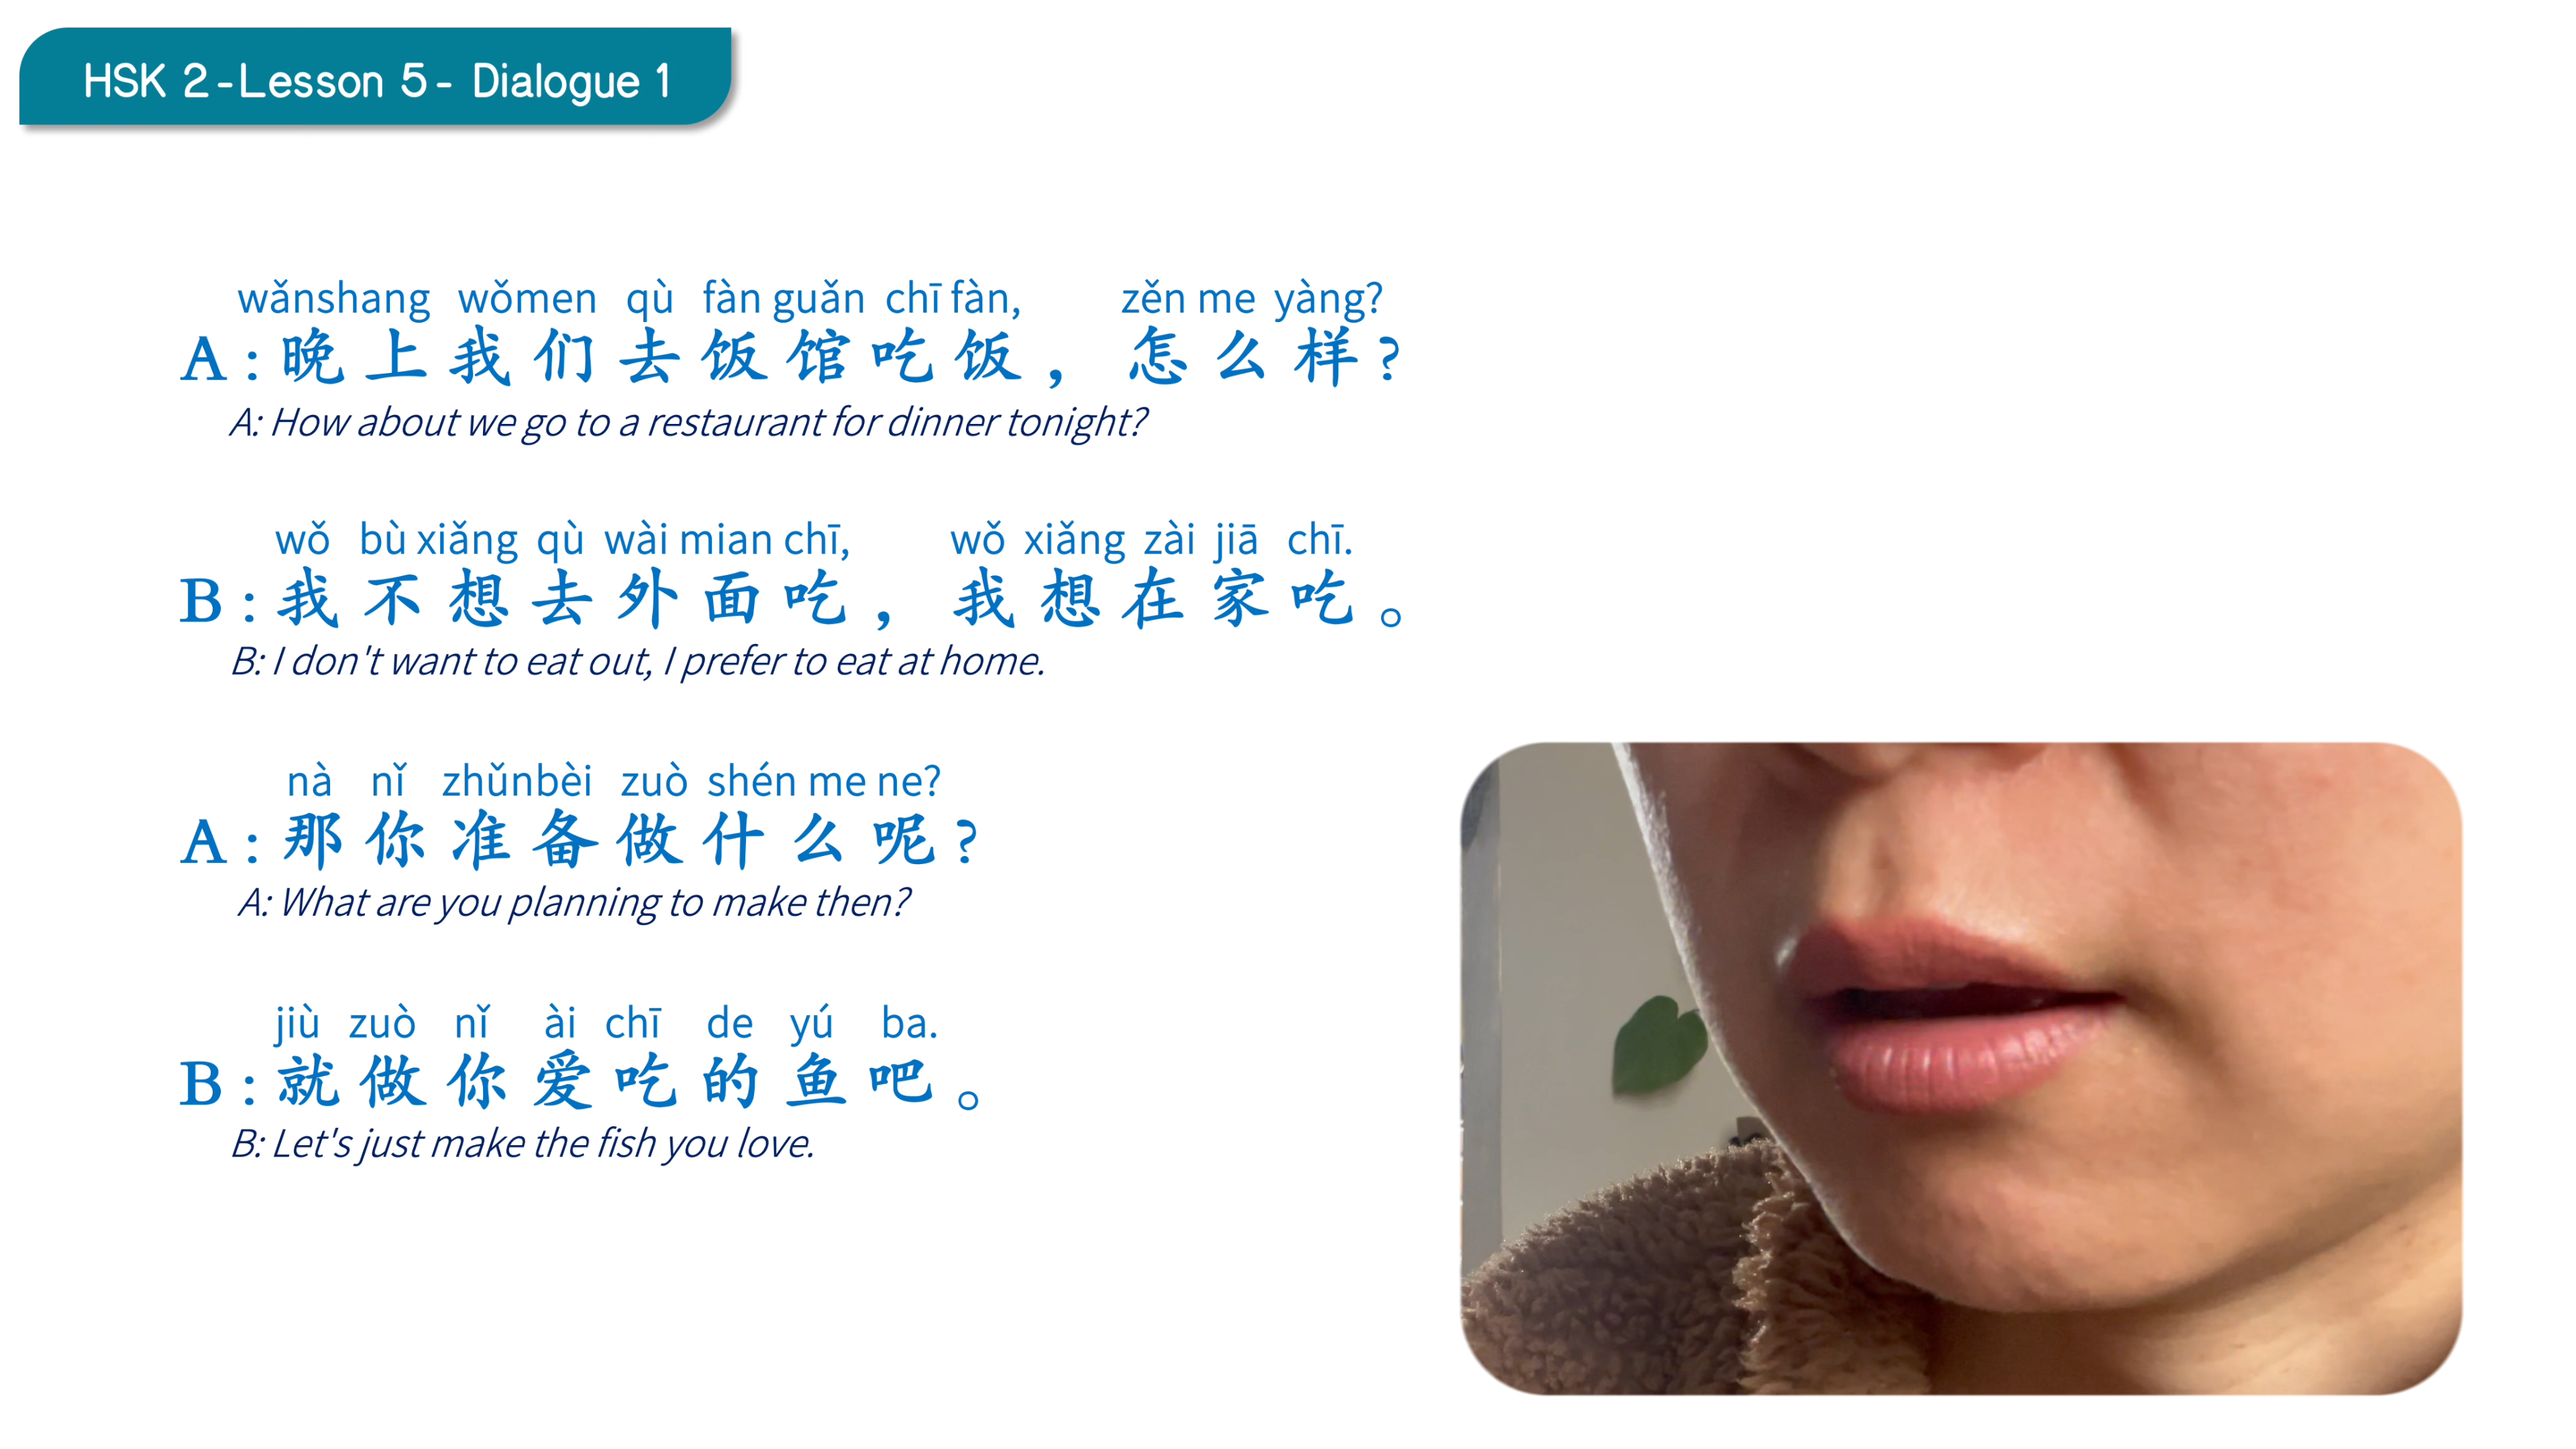 HSK 2-Lesson 5- Dialogue 1
wǎnshang wǒmen qù fàn guǎn chī fàn, zěn me yàng?
A:晚上我们去饭馆吃饭，怎么样?
A: How about we go to a restaurant for dinner tonight?
wǒ bù xiǎng qù wài mian chī, wǒ xiǎng zài jiā chī.
B:我不想去外面吃，我想在家吃。
B: I don't want to eat out, I prefer to eat at home.
nà nǐ zhǔnbèi zuò shén me ne?
A:那你准备做什么呢?
A: What are you planning to make then?
jiù zuò nǐ ài chī de yú ba.
B:就做你爱吃的鱼吧。
B: Let's just make the fish you love.